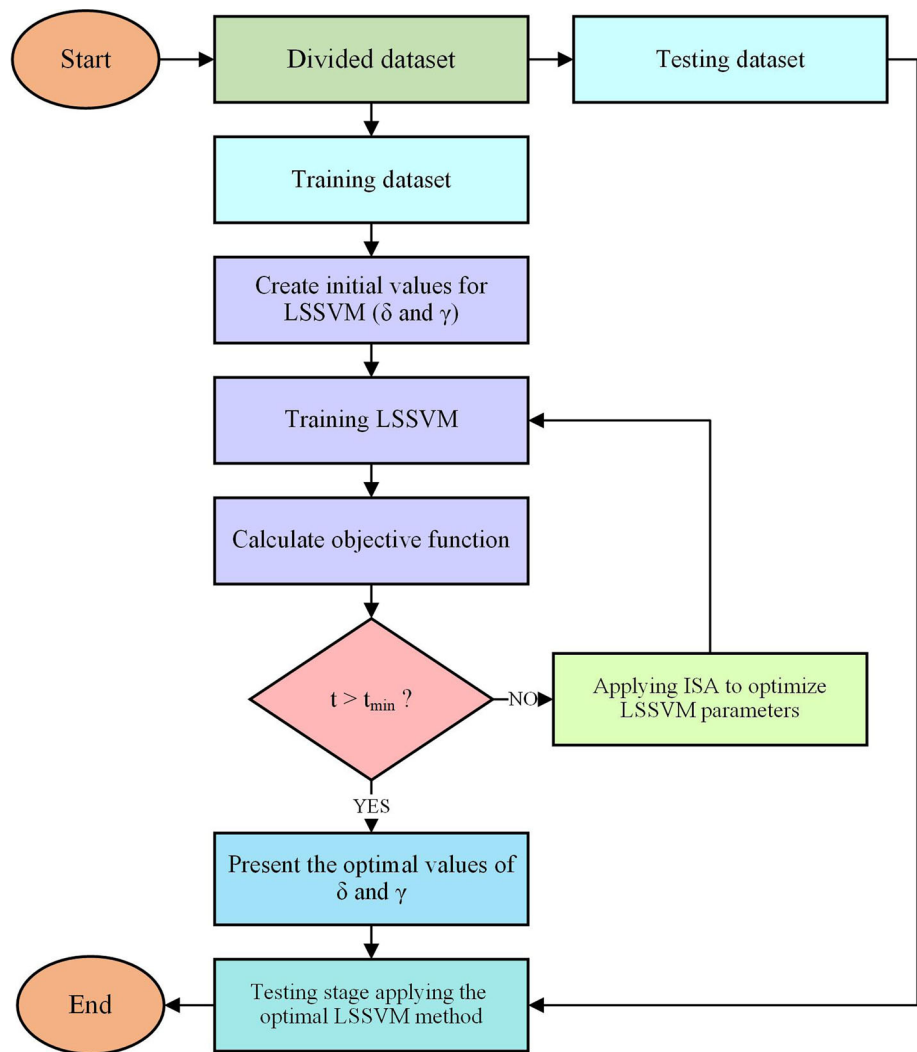 Start
Divided dataset
Testing dataset
Training dataset
Create initial values for
LSSVM (δ and γ)
Training LSSVM
Calculate objective function
t > tmin ?
NO
Applying ISA to optimize
LSSVM parameters
YES
Present the optimal values of
δ and γ
Testing stage applying the
optimal LSSVM method
End